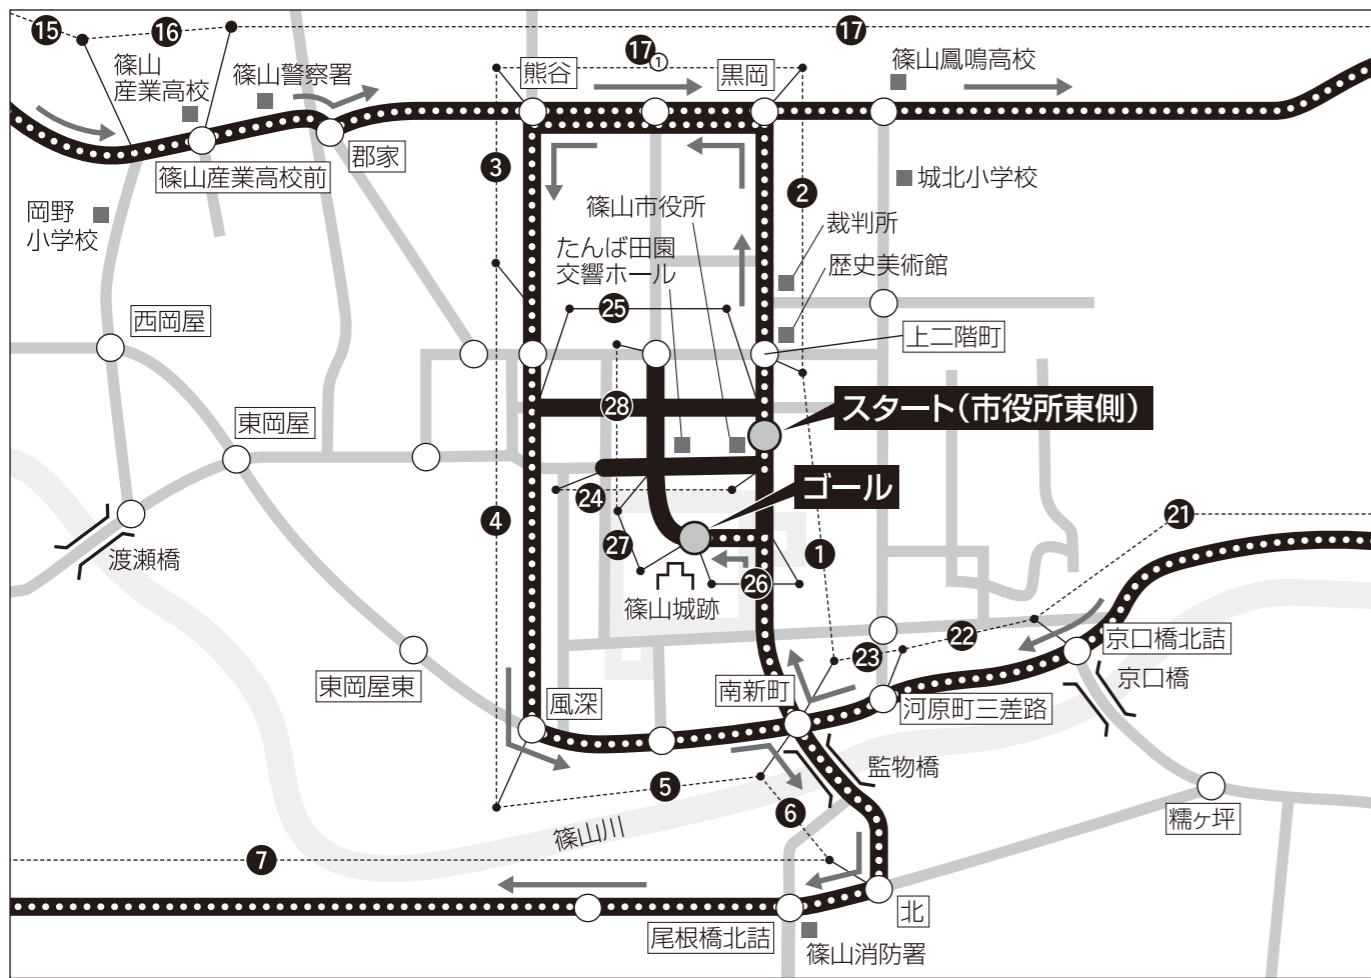 15
16
17
①
17
篠山
産業高校
篠山警察署
熊谷
黒岡
篠山鳳鳴高校
篠山産業高校前
郡家
3
2
城北小学校
岡野
小学校
篠山市役所
裁判所
たんば田園
交響ホール
歴史美術館
25
西岡屋
上二階町
28
スタート(市役所東側)
東岡屋
ゴール
24
4
27
21
1
渡瀬橋
26
篠山城跡
22
23
京口橋北詰
東岡屋東
風深
南新町
河原町三差路
京口橋
監物橋
5
6
糯ヶ坪
篠山川
7
北
尾根橋北詰
篠山消防署